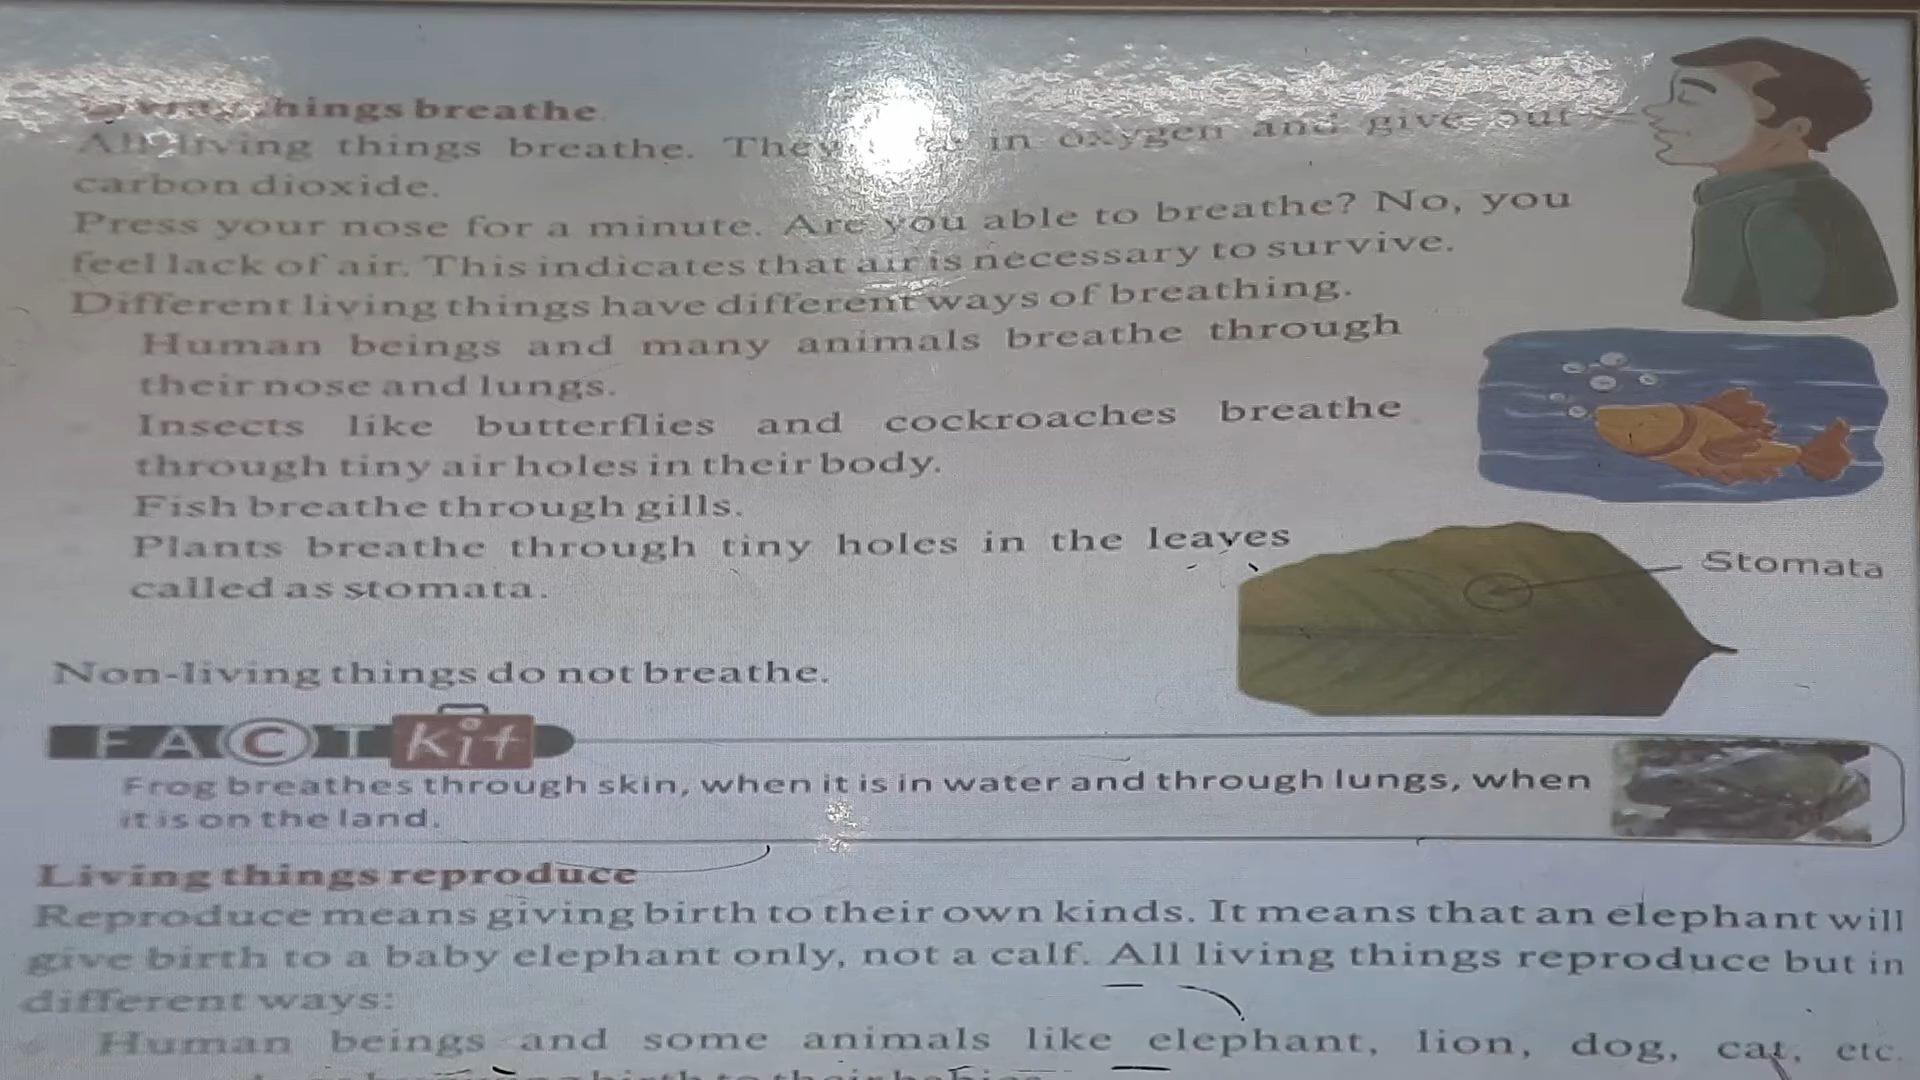 things breathe
All living things breathe. They in oxygen and give out
carbon dioxide.
Press your nose for a minute. Are you able to breathe? No, you
feel lack of air. This indicates that air is necessary to survive.
Different living things have different ways of breathing.
Human beings and many animals breathe through
their nose and lungs.
Insects like butterflies and cockroaches breathe
through tiny air holes in their body.
Fish breathe through gills.
Plants breathe through tiny holes in the leaves
called as stomata.
Stomata
Non-living things do not breathe.
FACT kit
Frog breathes through skin, when it is in water and through lungs, when
it is on the land.
Living things reproduce
Reproduce means giving birth to their own kinds. It means that an elephant will
give birth to a baby elephant only, not a calf. All living things reproduce but in
different ways:
Human beings and some animals like elephant, lion, dog, cat, etc.
birth to their babies